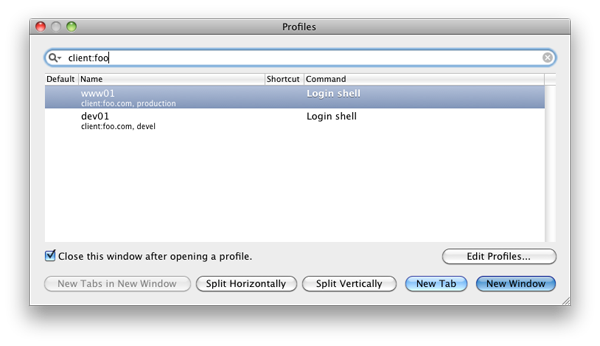 Profiles
client:foo
Default Name Shortcut Command
www01 Login shell
client:foo.com, production
dev01 Login shell
client:foo.com, devel
Close this window after opening a profile. Edit Profiles...
New Tabs in New Window Split Horizontally Split Vertically New Tab New Window